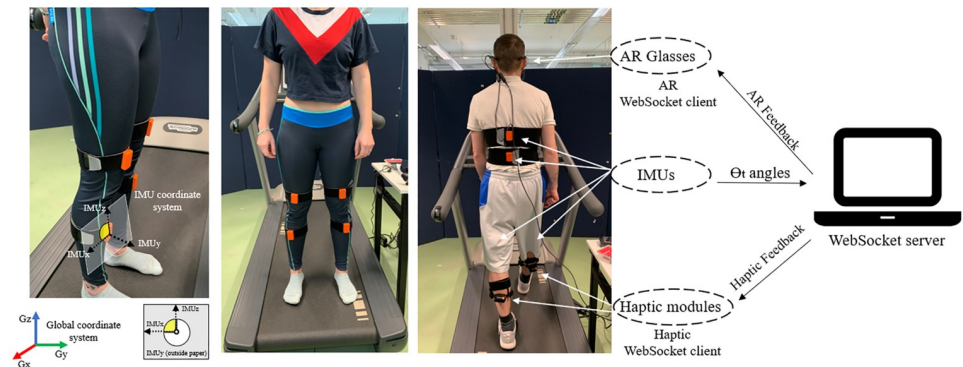 IMU coordinate
system
IMUz
IMUy
IMUx
Gz
Global coordinate
system
Gy
Gx
IMUz
IMUx
IMUy (outside paper)
AR Glasses
AR
WebSocket client
AR Feedback
IMUs
Ɵt angles
WebSocket server
Haptic Feedback
Haptic modules
Haptic
WebSocket client